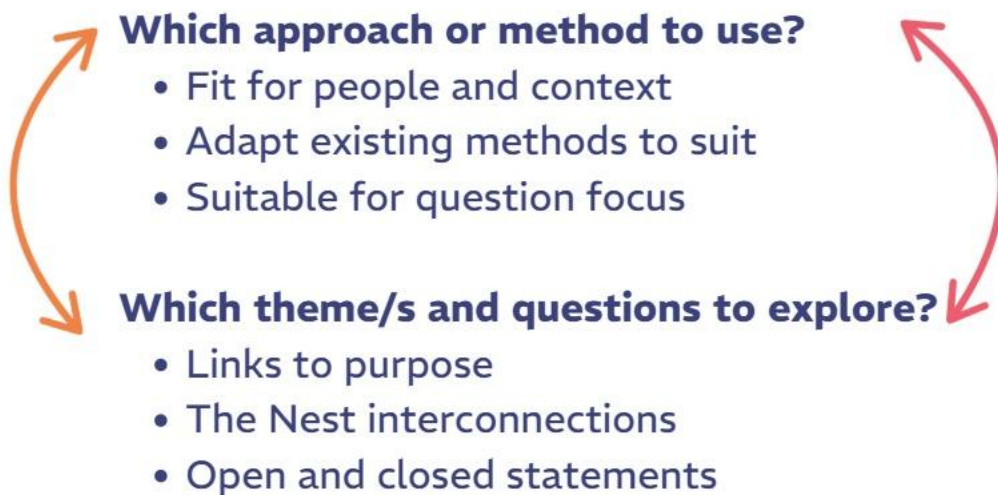 Which approach or method to use?
• Fit for people and context
• Adapt existing methods to suit
• Suitable for question focus
Which theme/s and questions to explore?
• Links to purpose
• The Nest interconnections
• Open and closed statements